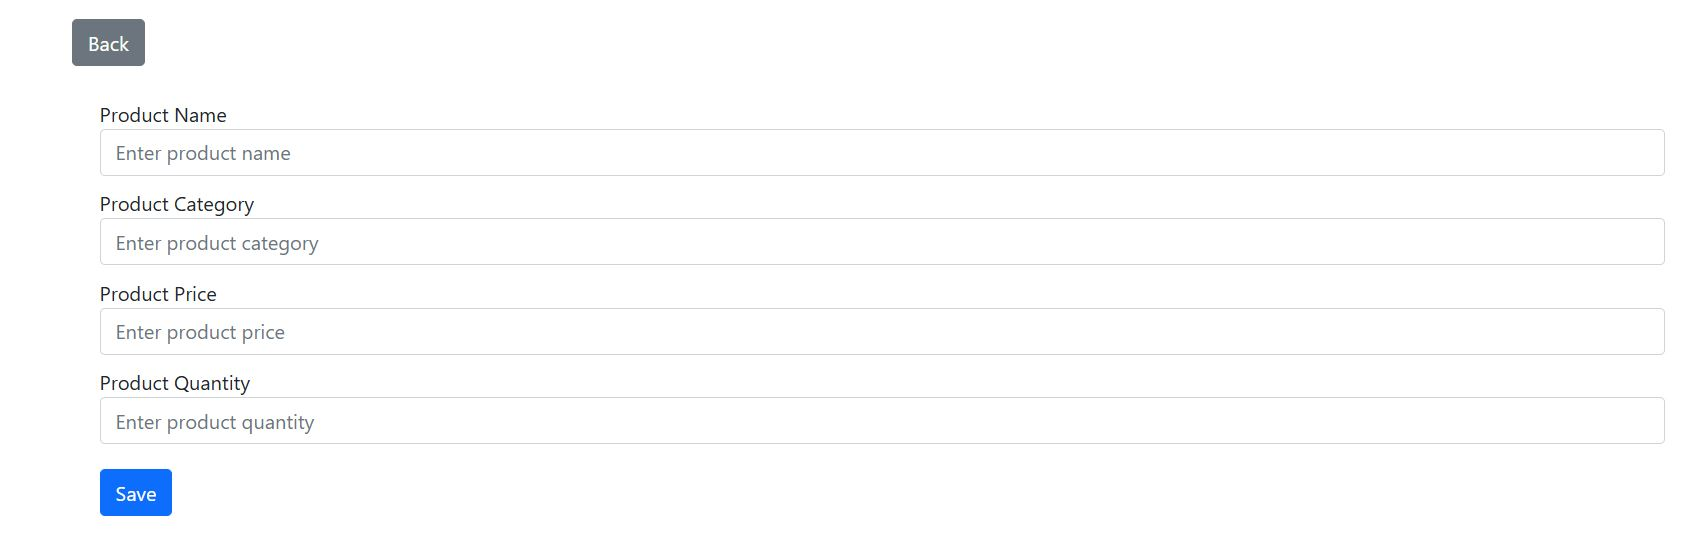 Back
Product Name
Enter product name
Product Category
Enter product category
Product Price
Enter product price
Product Quantity
Enter product quantity
Save